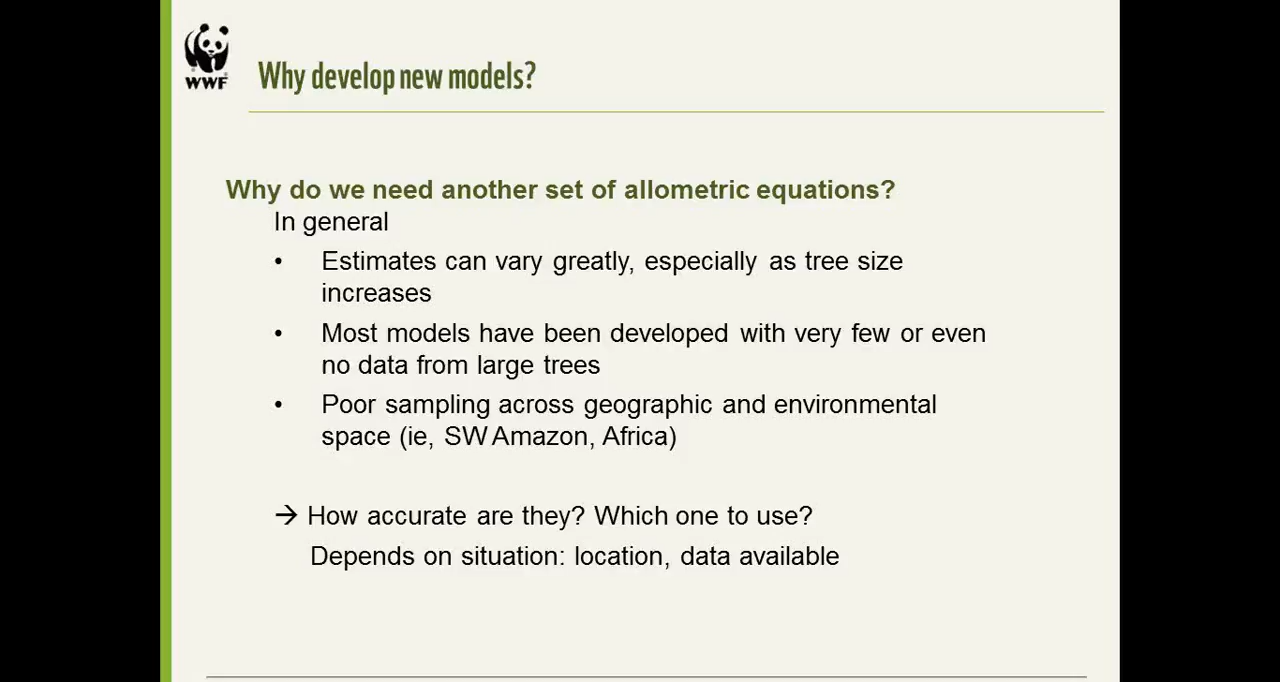 WWF
Why develop new models?
Why do we need another set of allometric equations?
In general
• Estimates can vary greatly, especially as tree size
increases
• Most models have been developed with very few or even
no data from large trees
• Poor sampling across geographic and environmental
space (ie, SW Amazon, Africa)
→ How accurate are they? Which one to use?
Depends on situation: location, data available